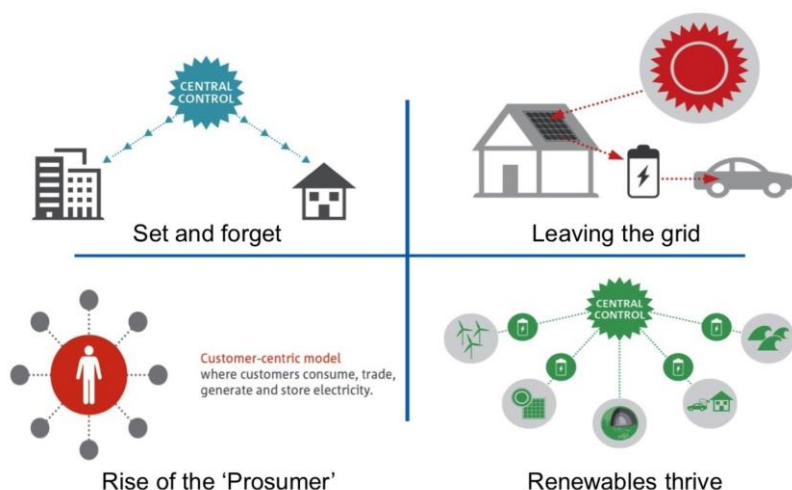 CENTRAL
CONTROL
Set and forget
Leaving the grid
Customer-centric model
where customers consume, trade,
generate and store electricity.
Rise of the ‘Prosumer’
CENTRAL
CONTROL
Renewables thrive